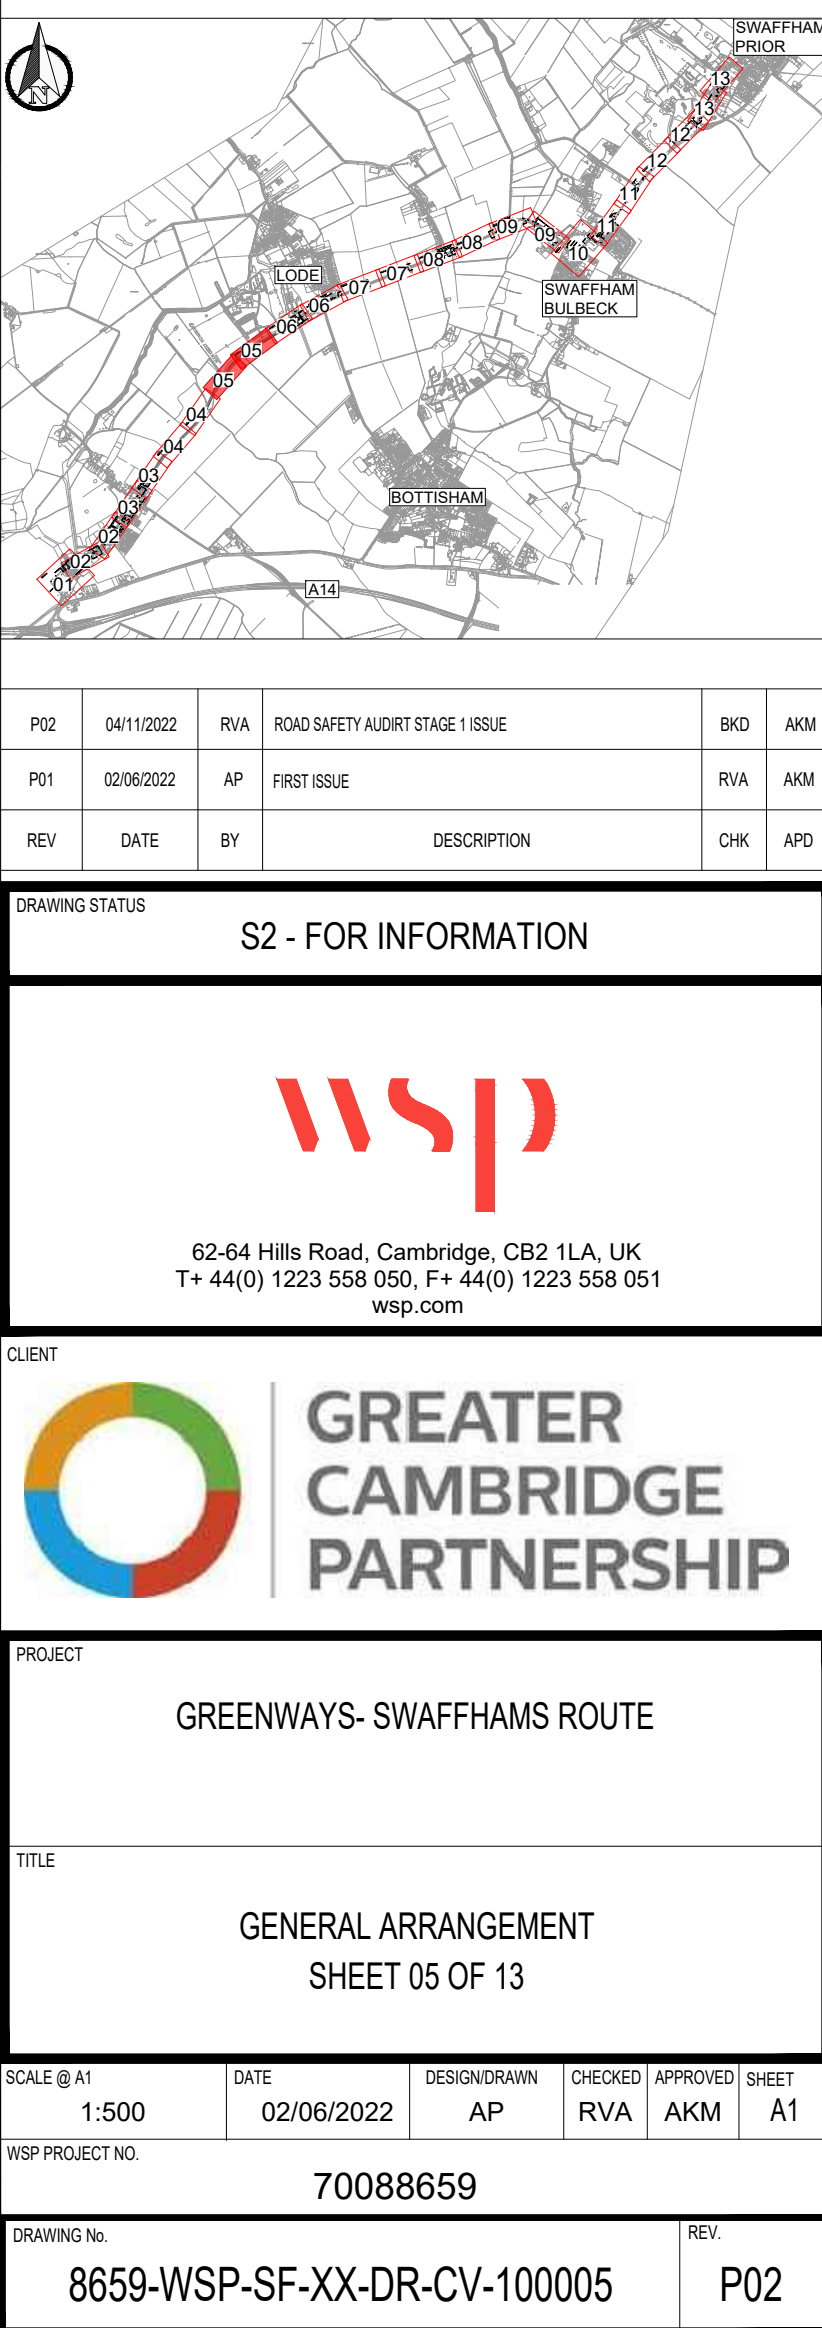 SWAFFHAM
PRIOR
N
13
13
12
12
11
11
10
09
09
08
08
07
07
06
06
05
05
04
04
03
03
02
02
01
LODE
SWAFFHAM
BULBECK
BOTTISHAM
A14
P02 04/11/2022 RVA ROAD SAFETY AUDIRT STAGE 1 ISSUE BKD AKM
P01 02/06/2022 AP FIRST ISSUE RVA AKM
REV DATE BY DESCRIPTION CHK APD
DRAWING STATUS
S2 - FOR INFORMATION
wsp
62-64 Hills Road, Cambridge, CB2 1LA, UK
T+ 44(0) 1223 558 050, F+ 44(0) 1223 558 051
wsp.com
CLIENT
GREATER
CAMBRIDGE
PARTNERSHIP
PROJECT
GREENWAYS- SWAFFHAMS ROUTE
TITLE
GENERAL ARRANGEMENT
SHEET 05 OF 13
SCALE @ A1 DATE DESIGN/DRAWN CHECKED APPROVED SHEET
1:500 02/06/2022 AP RVA AKM A1
WSP PROJECT NO.
70088659
DRAWING No. REV.
8659-WSP-SF-XX-DR-CV-100005 P02